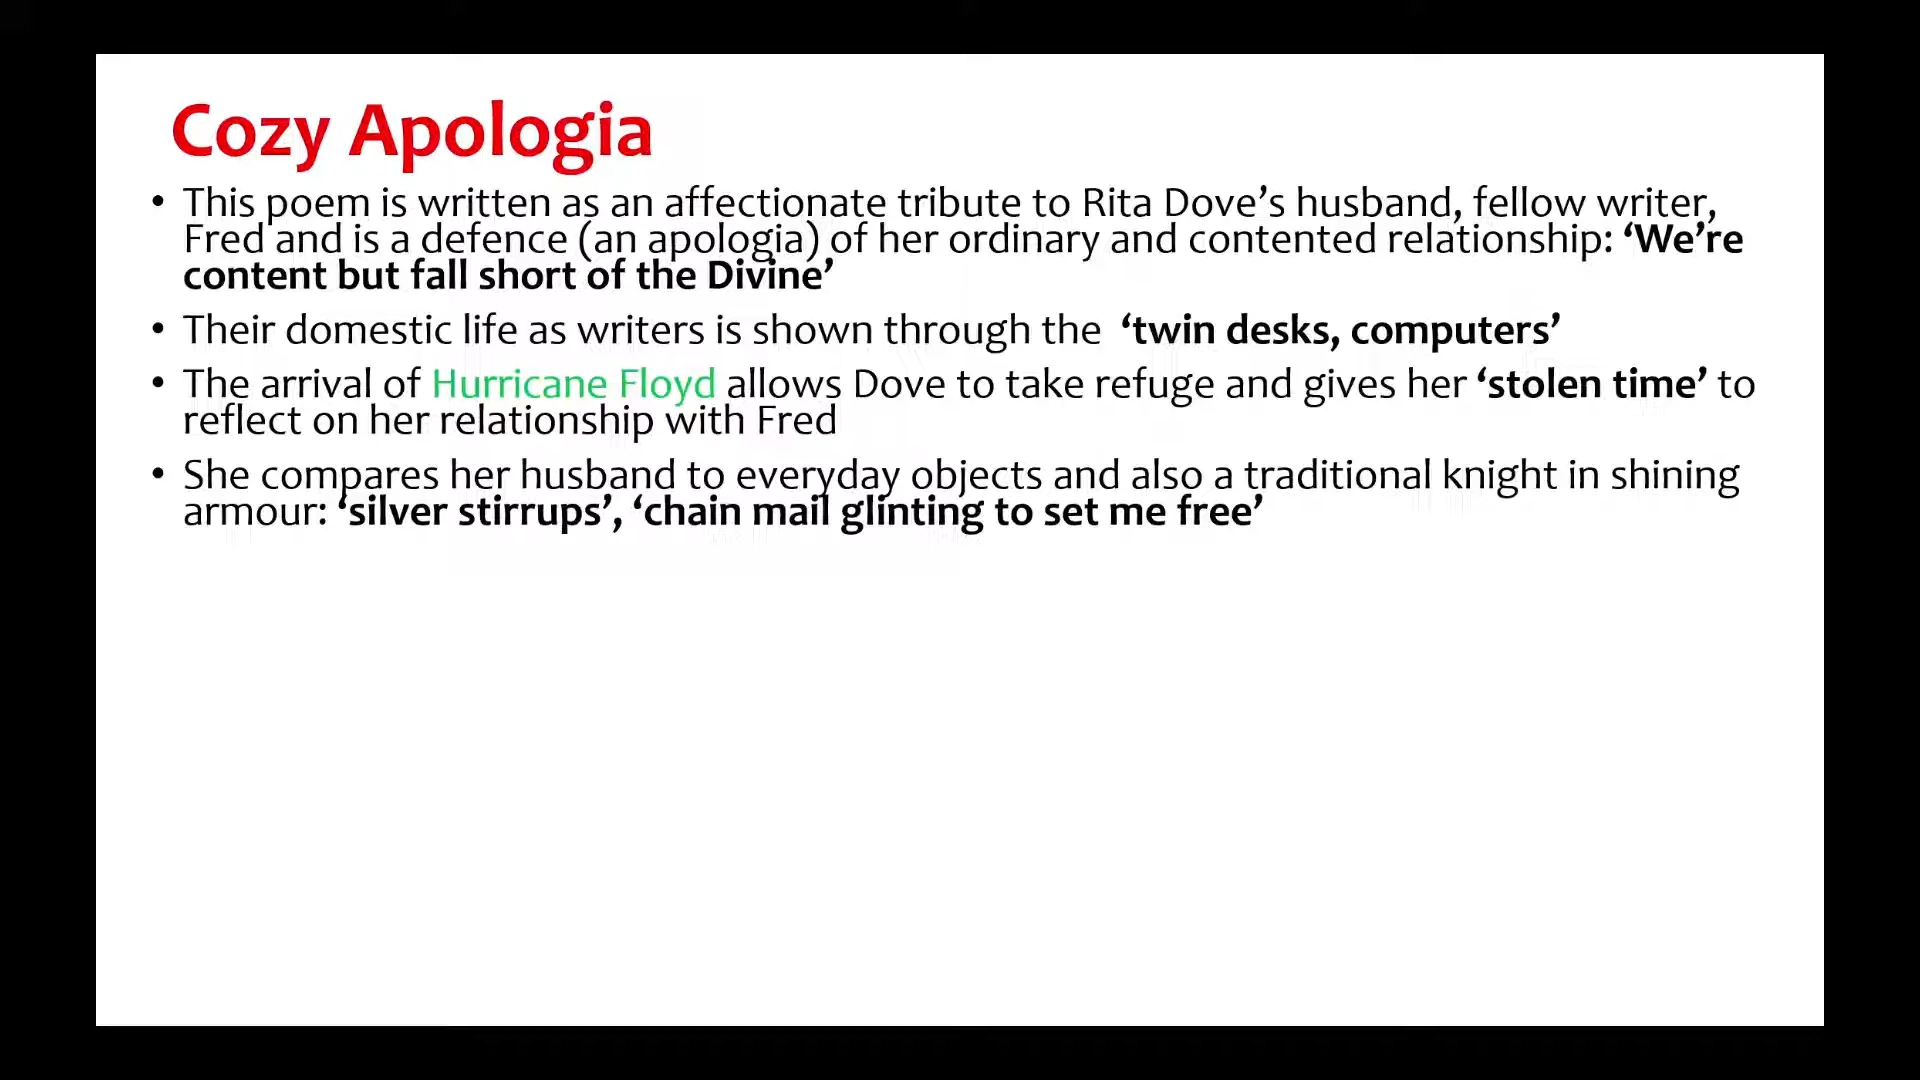 Cozy Apologia
• This poem is written as an affectionate tribute to Rita Dove’s husband, fellow writer,
Fred and is a defence (an apologia) of her ordinary and contented relationship: ‘We’re
content but fall short of the Divine’
• Their domestic life as writers is shown through the ‘twin desks, computers’
• The arrival of Hurricane Floyd allows Dove to take refuge and gives her ‘stolen time’ to
reflect on her relationship with Fred
• She compares her husband to everyday objects and also a traditional knight in shining
armour: ‘silver stirrups’, ‘chain mail glinting to set me free’